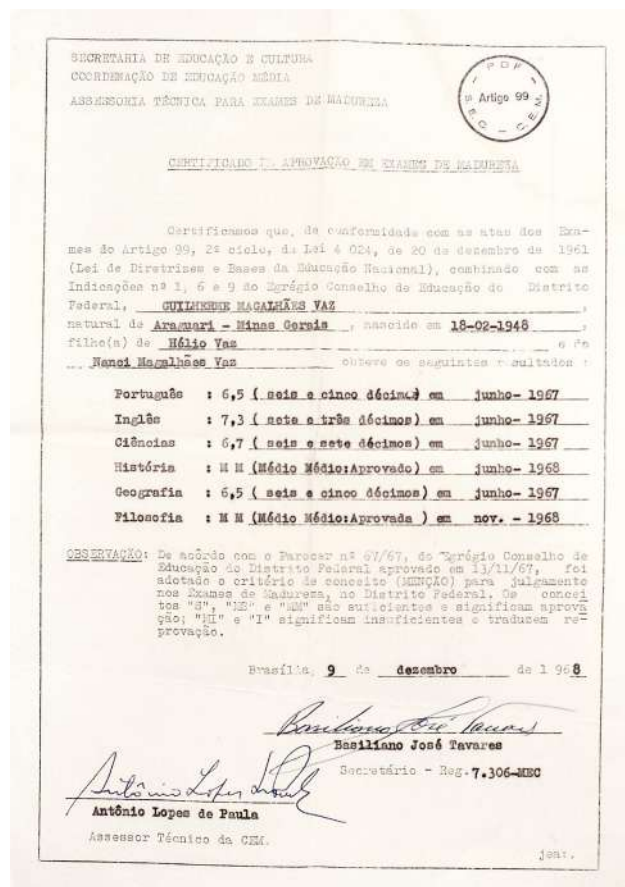 SECRETARIA DE EDUCAÇÃO E CULTURA
COORDENAÇÃO DE EDUCAÇÃO MÉDIA
ASSESSORIA TÉCNICA PARA EXAMES DE MADUREZA
PDF
Artigo 99
S.E.C. - C.E.M.
CERTIFICADO DE APROVAÇÃO EM EXAMES DE MADUREZA
Certificamos que, de conformidade com as atas dos Exa-
mes do Artigo 99, 2º ciclo, da Lei 4 024, de 20 de dezembro de 1961
(Lei de Diretrizes e Bases da Educação Nacional), combinado com as
Indicações nº 1, 6 e 9 do Egrégio Conselho de Educação do Distrito
Federal, GUILHERME MAGALHÃES VAZ,
natural de Araguari - Minas Gerais, nascido em 18-02-1948,
filho(a) de Hélio Vaz e de
Nanci Magalhães Vaz obteve os seguintes resultados :
Português : 6,5 ( seis e cinco décimos) em junho- 1967
Inglês : 7,3 ( sete e três décimos) em junho- 1967
Ciências : 6,7 ( seis e sete décimos) em junho- 1967
História : M M (Médio Médio:Aprovado) em junho- 1968
Geografia : 6,5 ( seis e cinco décimos) em junho- 1967
Filosofia : M M (Médio Médio:Aprovada ) em nov. - 1968
OBSERVAÇÃO: De acôrdo com o Parecer nº 67/67, do Egrégio Conselho de
Educação do Distrito Federal aprovado em 13/11/67, foi
adotado o critério de conceito (MENÇÃO) para julgamento
nos Exames de Madureza, no Distrito Federal. Os concei
tos "S", "MS" e "MM" são suficientes e significam aprova
ção; "MI" e "I" significam insuficientes e traduzem re-
provação.
Brasília, 9 de dezembro de 1 968
Basiliano José Tavares
Basiliano José Tavares
Secretário - Reg. 7.306-MEC
Antônio Lopes de Paula
Assessor Técnico da CEM.
jear.